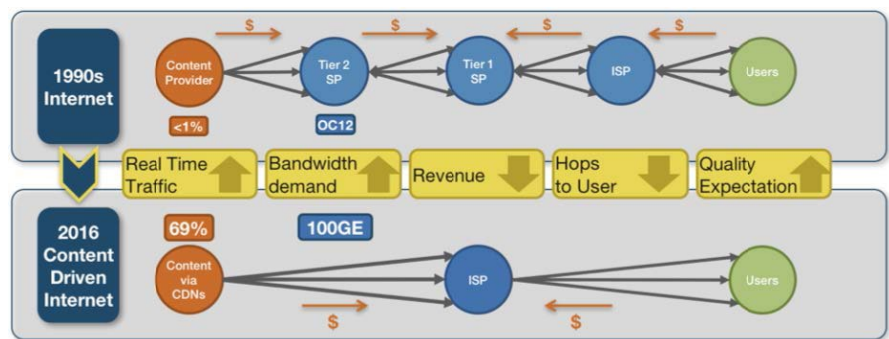 $
$
$
$
1990s
Internet
Content
Provider
Tier 2
SP
Tier 1
SP
ISP
Users
<1%
OC12
Real Time
Traffic
Bandwidth
demand
Revenue
Hops
to User
Quality
Expectation
2016
Content
Driven
Internet
69%
100GE
Content
via
CDNs
ISP
Users
$
$